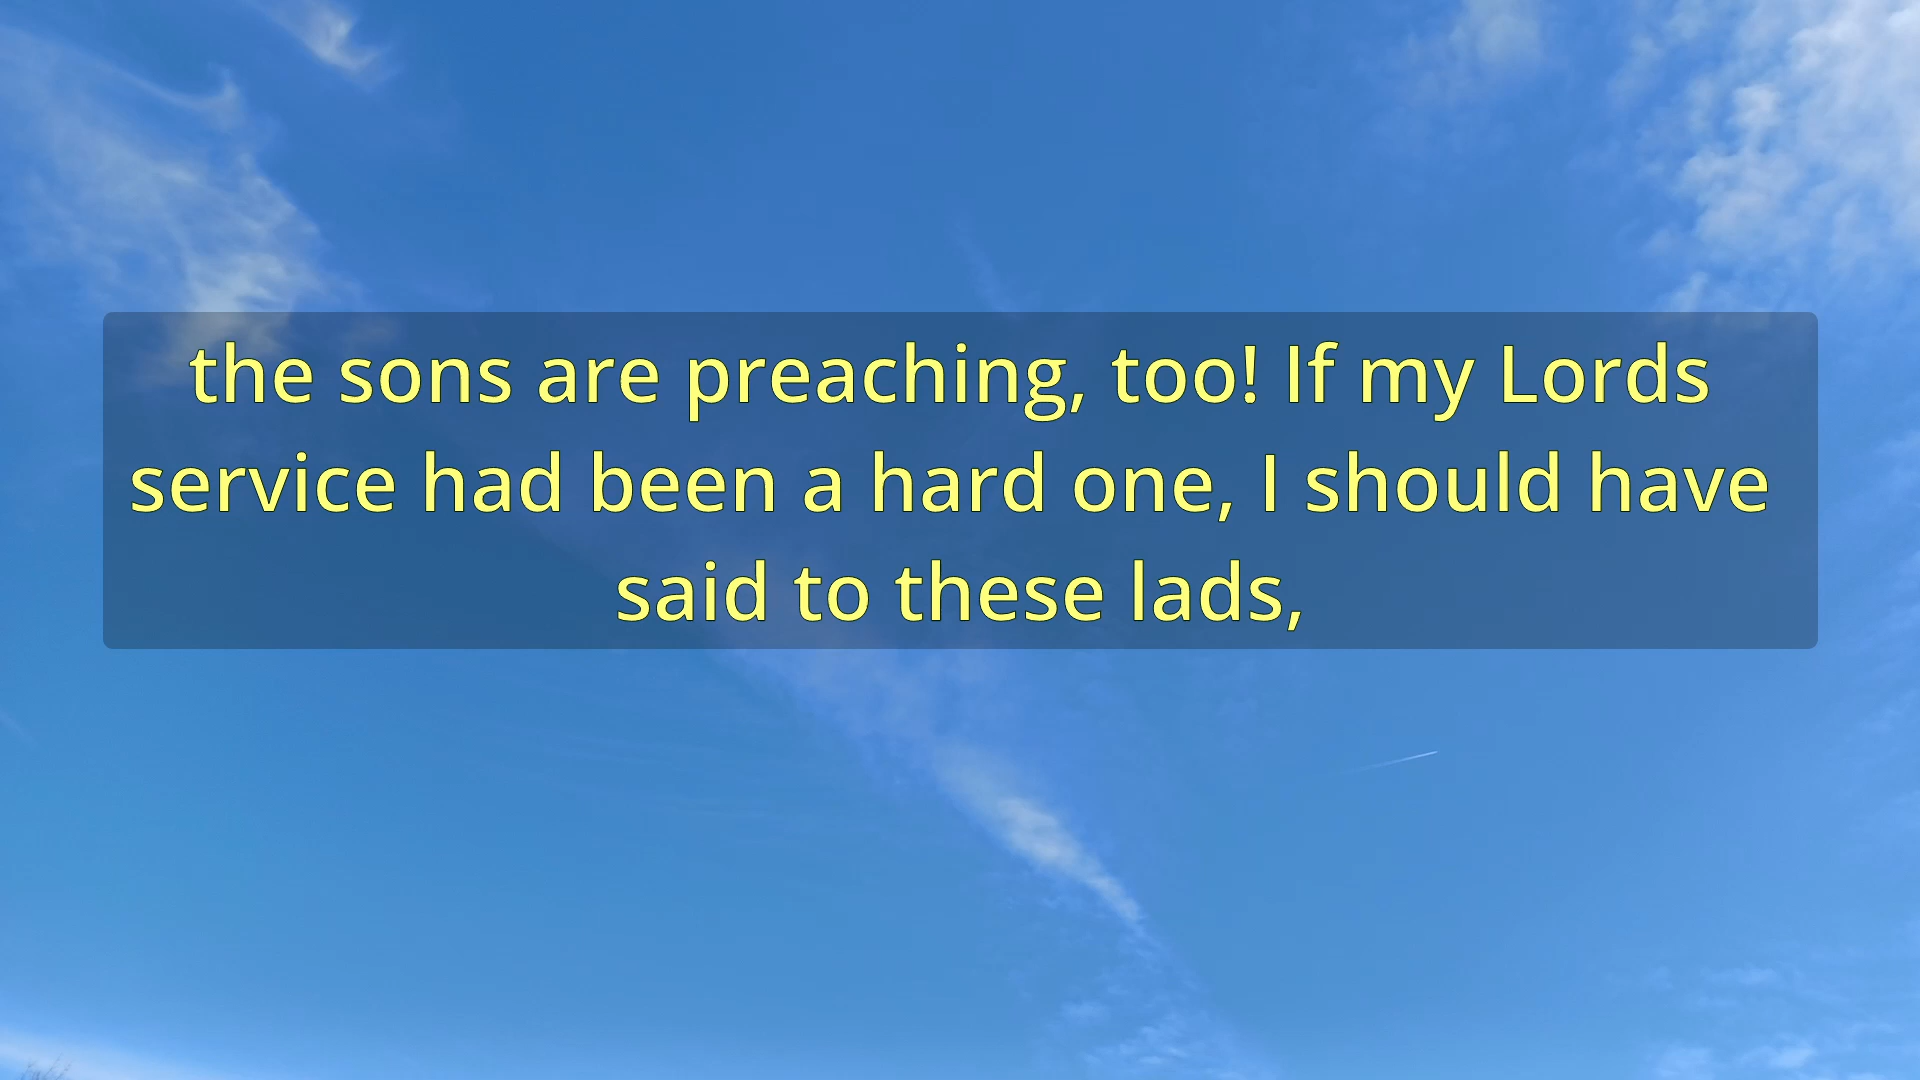 the sons are preaching, too! If my Lords
service had been a hard one, I should have
said to these lads,